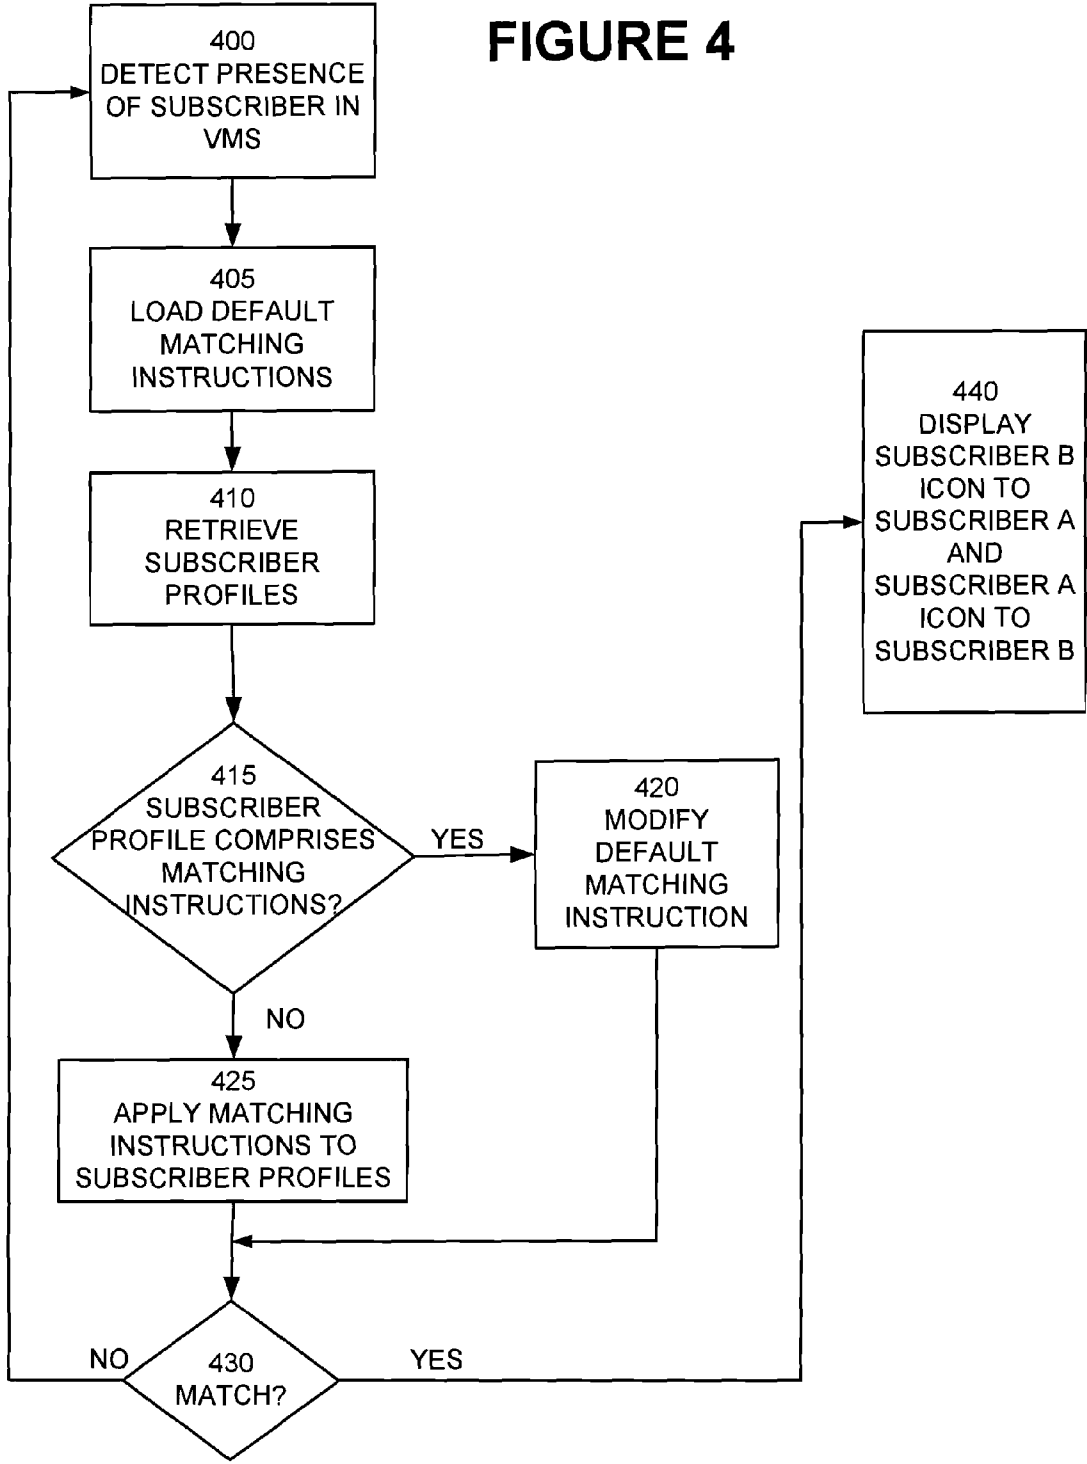 FIGURE 4
400
DETECT PRESENCE
OF SUBSCRIBER IN
VMS
405
LOAD DEFAULT
MATCHING
INSTRUCTIONS
410
RETRIEVE
SUBSCRIBER
PROFILES
415
SUBSCRIBER
PROFILE COMPRISES
MATCHING
INSTRUCTIONS?
YES
420
MODIFY
DEFAULT
MATCHING
INSTRUCTION
NO
425
APPLY MATCHING
INSTRUCTIONS TO
SUBSCRIBER PROFILES
430
MATCH?
NO
YES
440
DISPLAY
SUBSCRIBER B
ICON TO
SUBSCRIBER A
AND
SUBSCRIBER A
ICON TO
SUBSCRIBER B